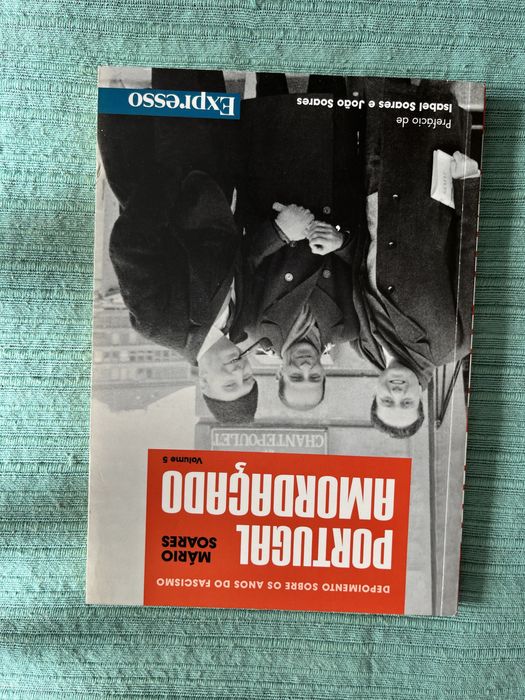 DEPOIMENTO SOBRE OS ANOS DO FASCISMO
PORTUGAL
AMORDAÇADO
MÁRIO
SOARES
Volume 5
CHANTEPOULET
Prefácio de
Isabel Soares e João Soares
Expresso